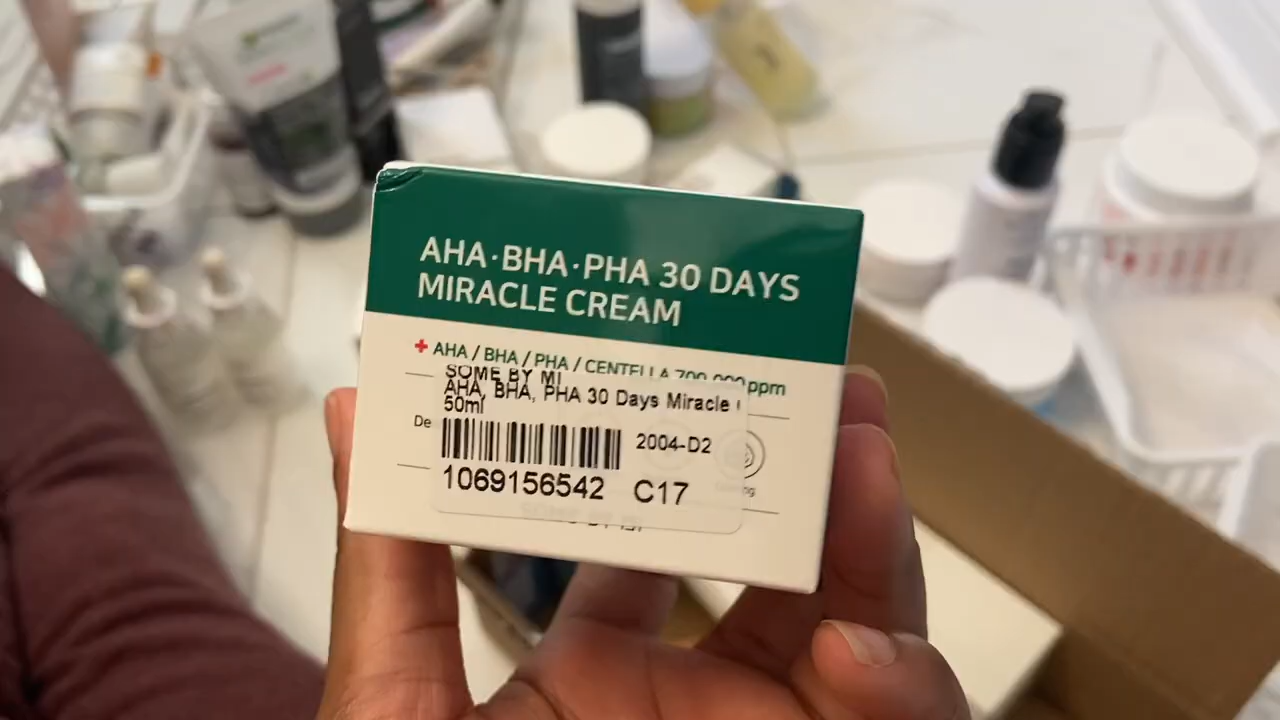 AHA·BHA·PHA 30 DAYS
MIRACLE CREAM
+ AHA / BHA / PHA / CENTELLA 700,000ppm
SOME BY MI
AHA, BHA, PHA 30 Days Miracle
50ml
De
2004-D2
1069156542 C17